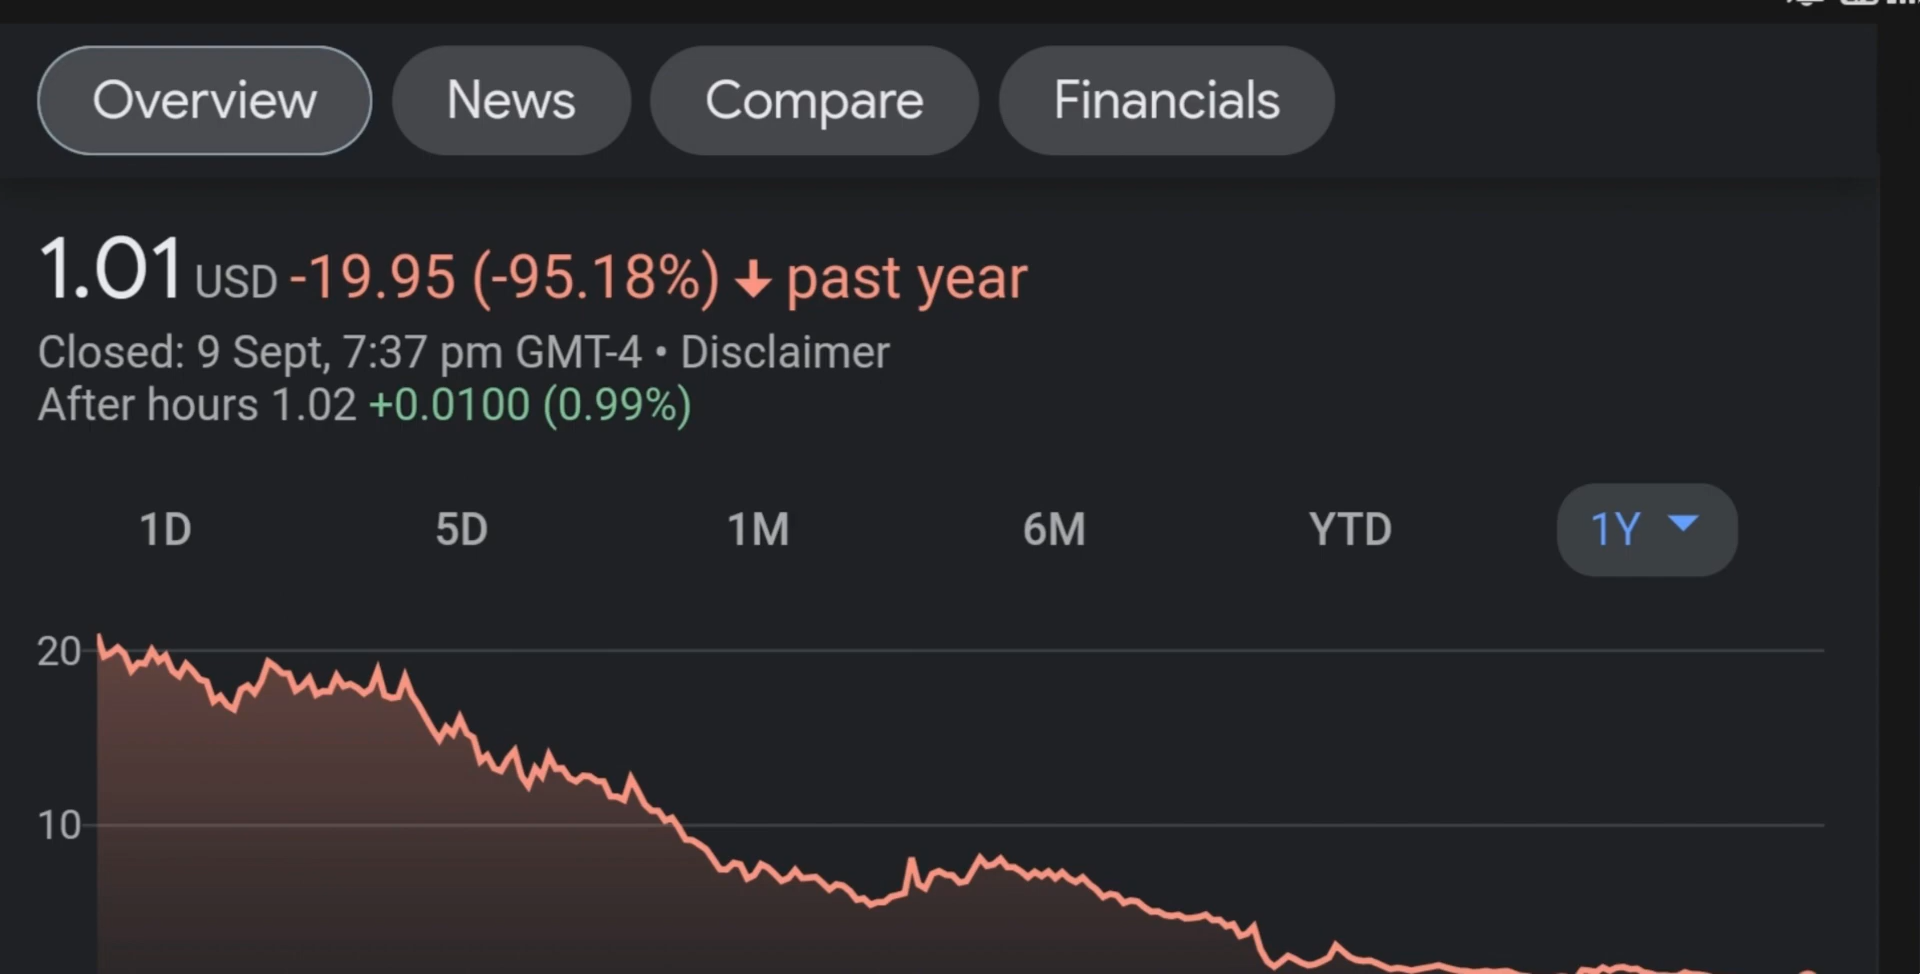 Overview News Compare Financials
1.01 USD -19.95 (-95.18%) ↓ past year
Closed: 9 Sept, 7:37 pm GMT-4 • Disclaimer
After hours 1.02 +0.0100 (0.99%)
1D 5D 1M 6M YTD 1Y
20
10